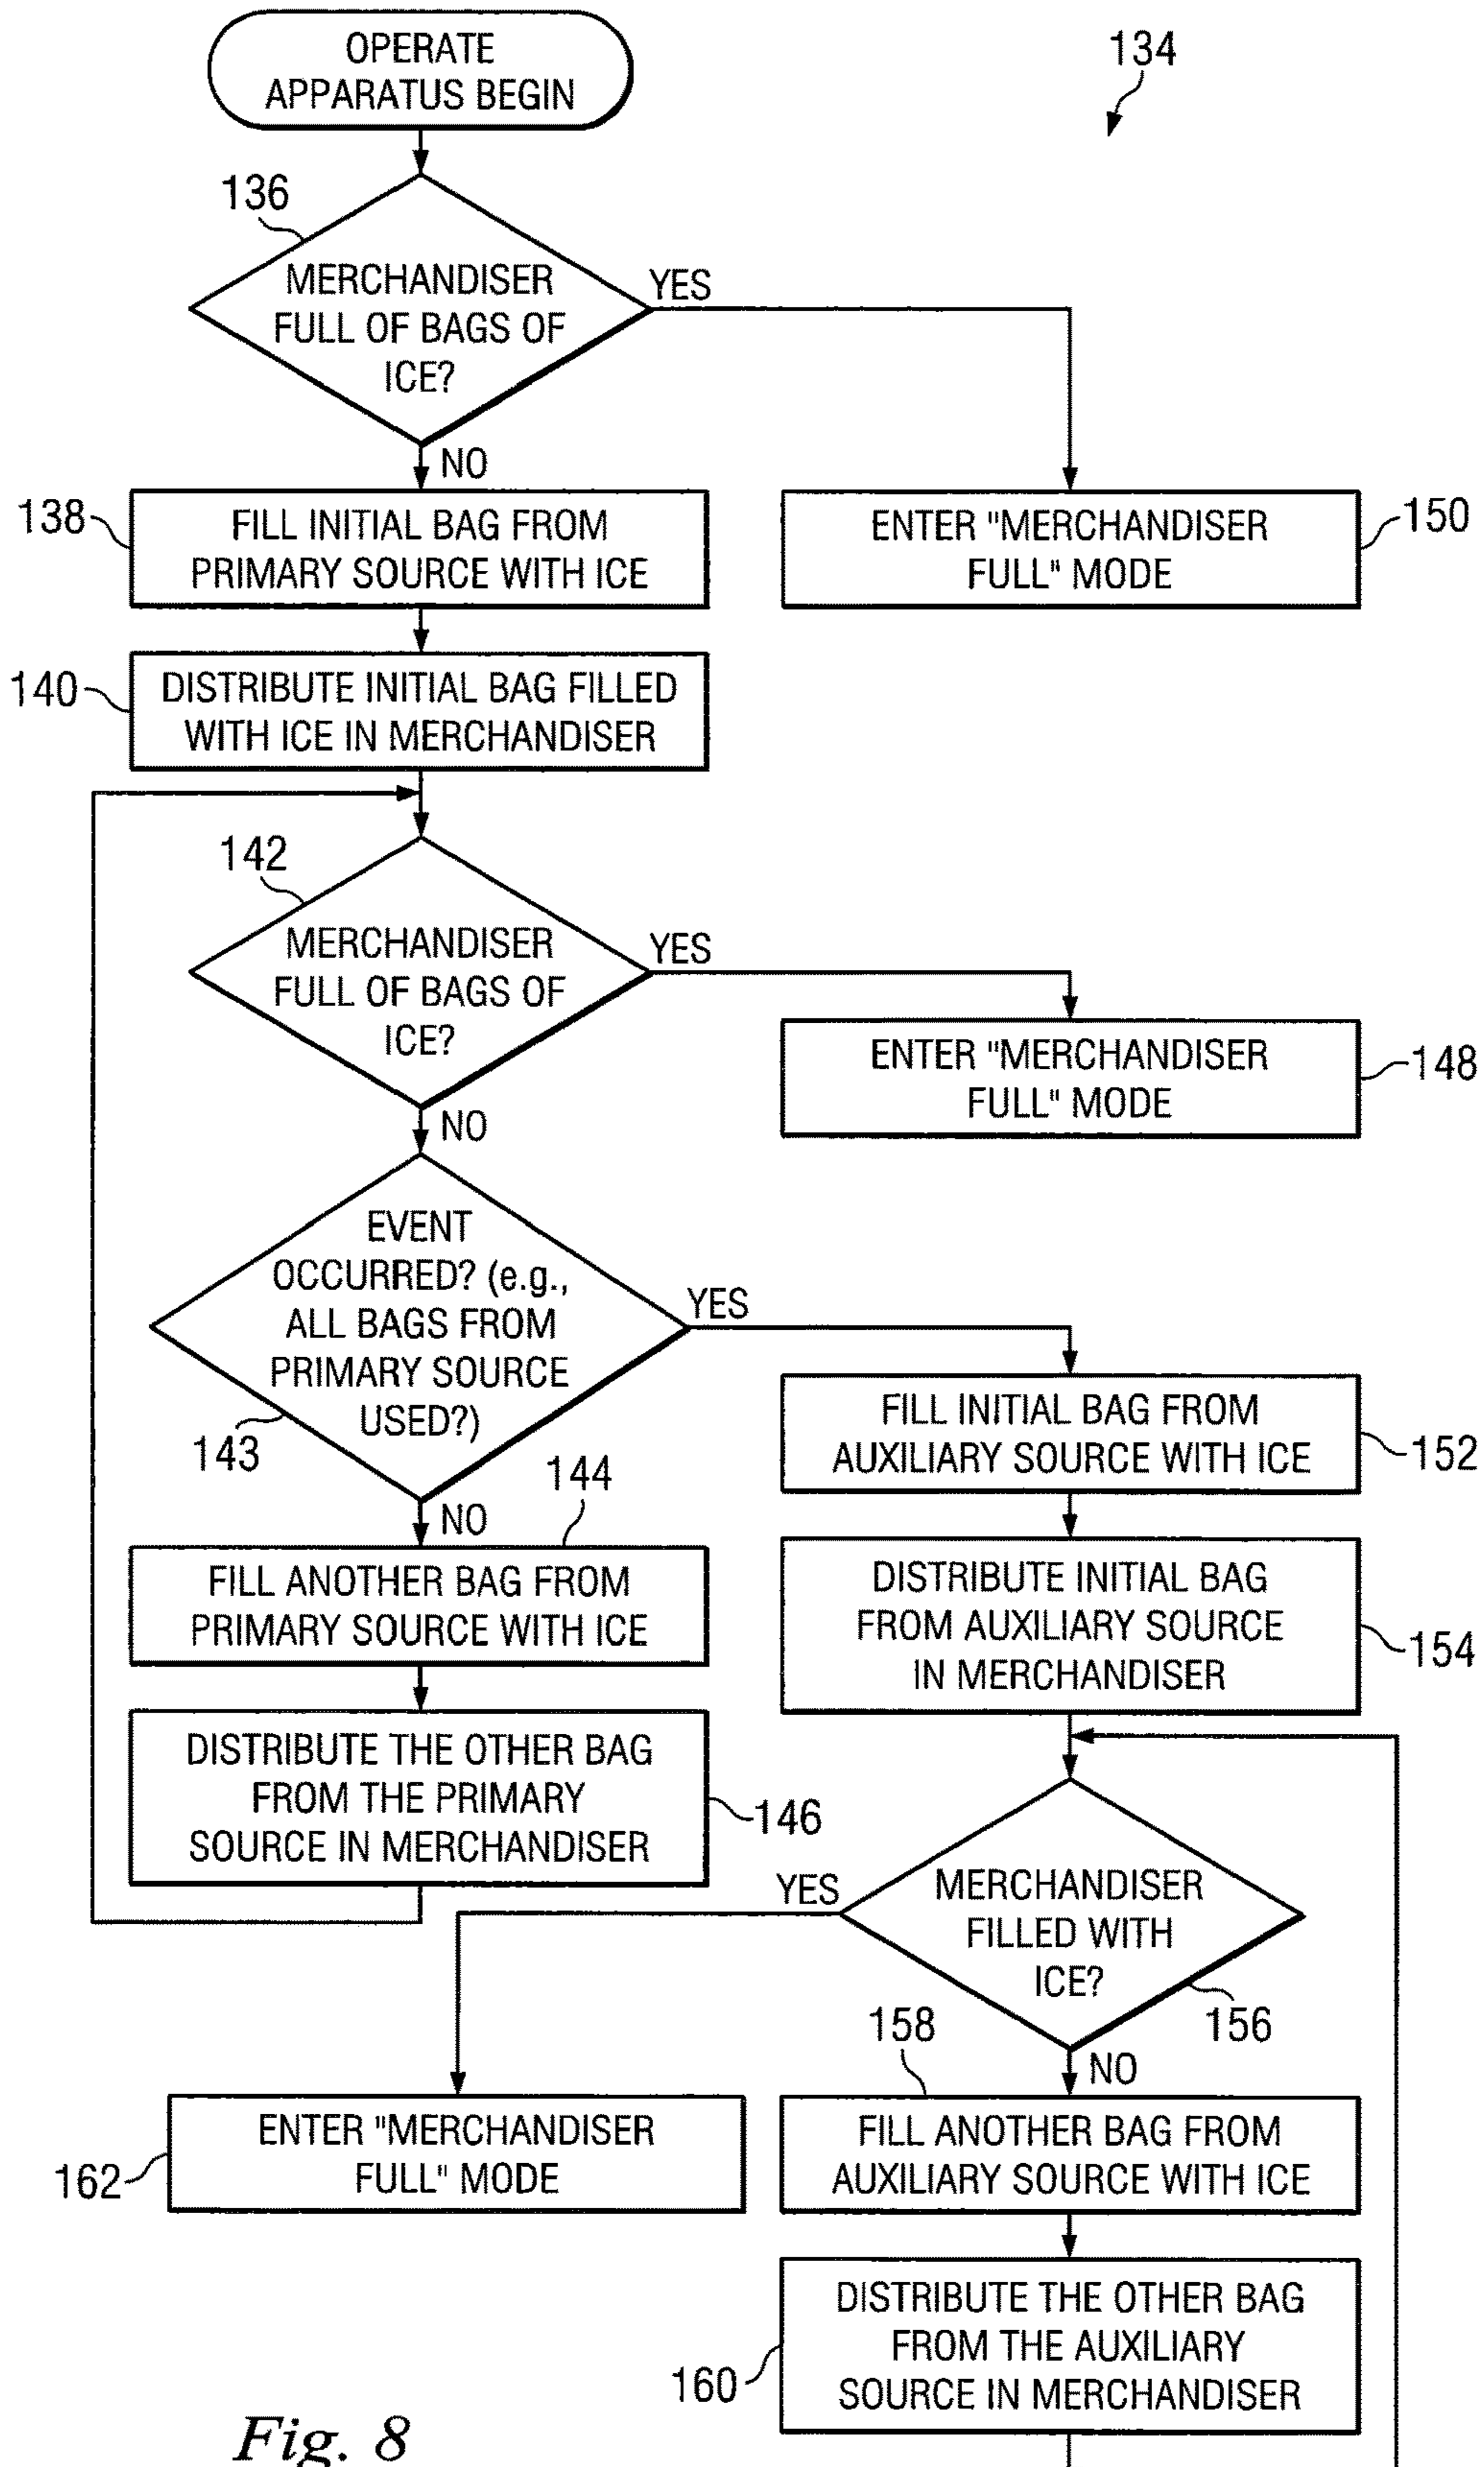 OPERATE
APPARATUS BEGIN
134
136
MERCHANDISER
FULL OF BAGS OF
ICE?
YES
NO
138
FILL INITIAL BAG FROM
PRIMARY SOURCE WITH ICE
ENTER "MERCHANDISER
FULL" MODE
150
140
DISTRIBUTE INITIAL BAG FILLED
WITH ICE IN MERCHANDISER
142
MERCHANDISER
FULL OF BAGS OF
ICE?
YES
ENTER "MERCHANDISER
FULL" MODE
148
NO
EVENT
OCCURRED? (e.g.,
ALL BAGS FROM
PRIMARY SOURCE
USED?)
YES
143
FILL INITIAL BAG FROM
AUXILIARY SOURCE WITH ICE
152
NO
144
FILL ANOTHER BAG FROM
PRIMARY SOURCE WITH ICE
DISTRIBUTE INITIAL BAG
FROM AUXILIARY SOURCE
IN MERCHANDISER
154
DISTRIBUTE THE OTHER BAG
FROM THE PRIMARY
SOURCE IN MERCHANDISER
146
YES
MERCHANDISER
FILLED WITH
ICE?
156
NO
158
162
ENTER "MERCHANDISER
FULL" MODE
FILL ANOTHER BAG FROM
AUXILIARY SOURCE WITH ICE
160
DISTRIBUTE THE OTHER BAG
FROM THE AUXILIARY
SOURCE IN MERCHANDISER
Fig. 8